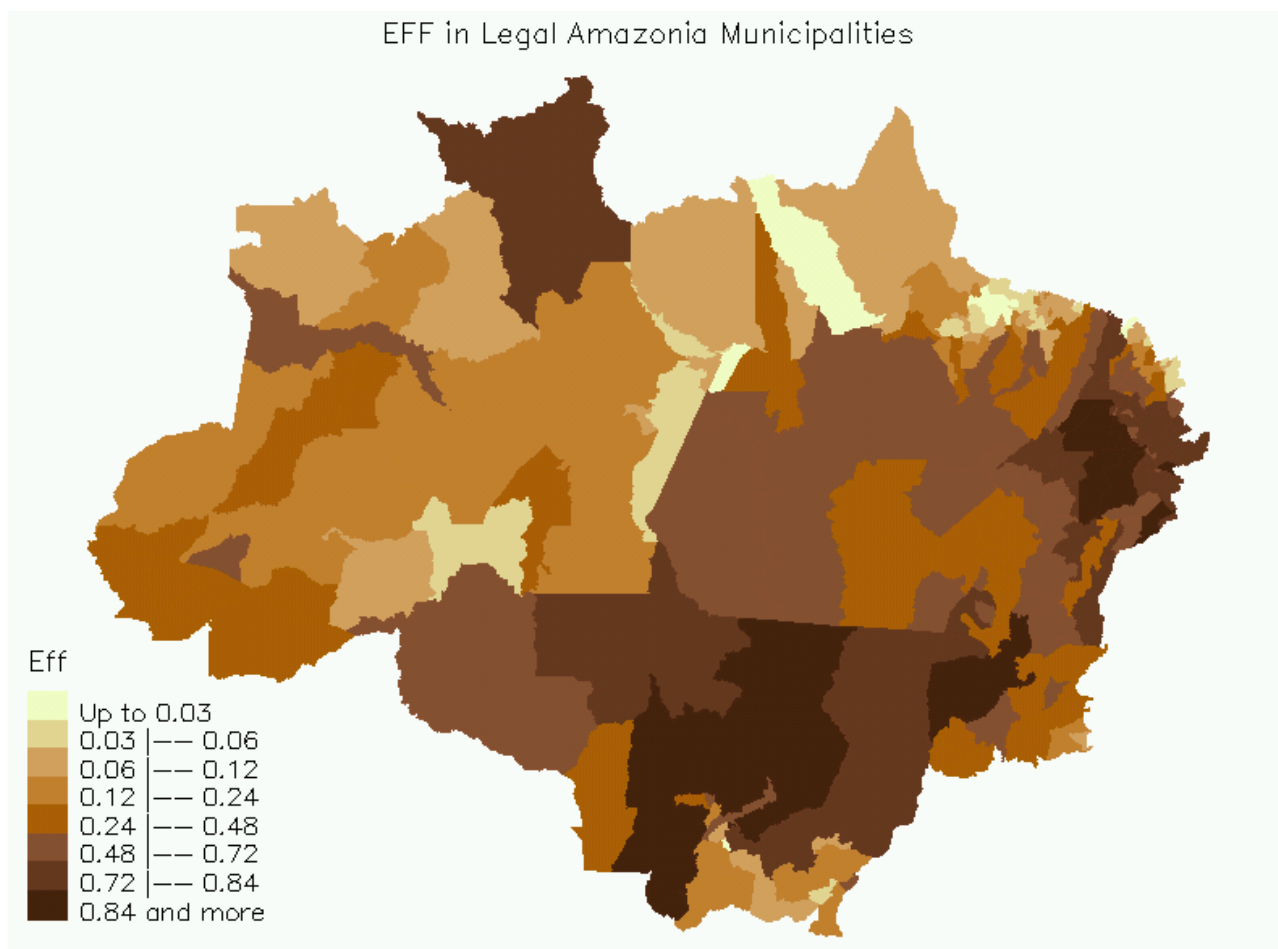 EFF in Legal Amazonia Municipalities
Eff
Up to 0.03
0.03 |–– 0.06
0.06 |–– 0.12
0.12 |–– 0.24
0.24 |–– 0.48
0.48 |–– 0.72
0.72 |–– 0.84
0.84 and more